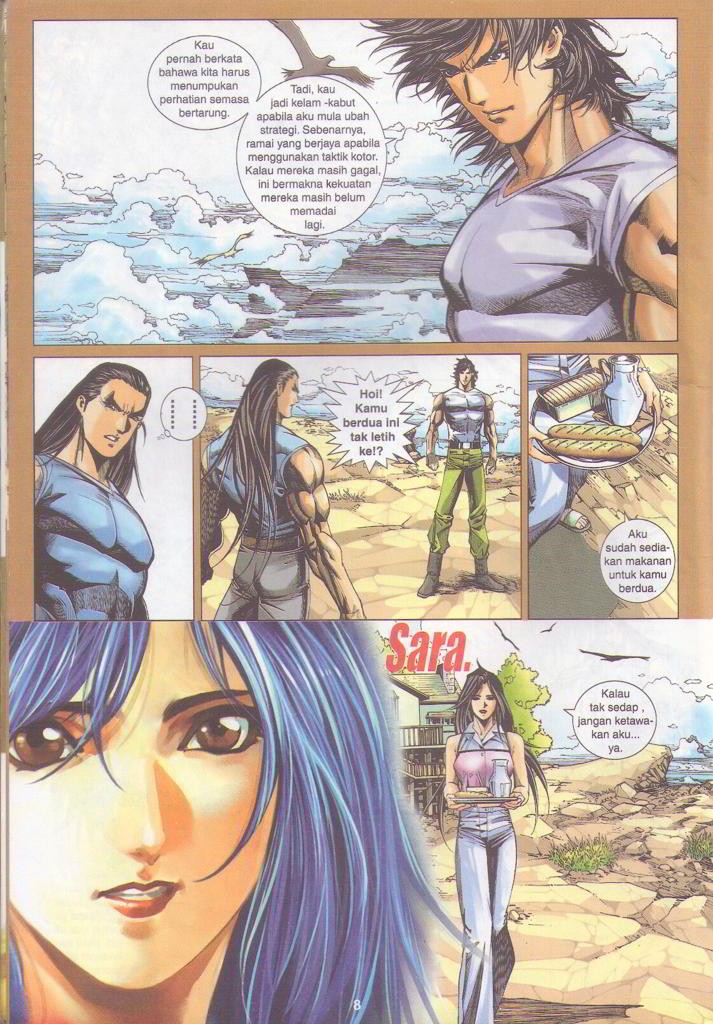 Kau
pernah berkata
bahawa kita harus
menumpukan
perhatian semasa
bertarung.
Tadi, kau
jadi kelam -kabut
apabila aku mula ubah
strategi. Sebenarnya,
ramai yang berjaya apabila
menggunakan taktik kotor.
Kalau mereka masih gagal,
ini bermakna kekuatan
mereka masih belum
memadai
lagi.
Hoi!
Kamu
berdua ini
tak letih
ke!?
Aku
sudah sedia-
kan makanan
untuk kamu
berdua.
Sara.
Kalau
tak sedap ,
jangan ketawa-
kan aku...
ya.
8